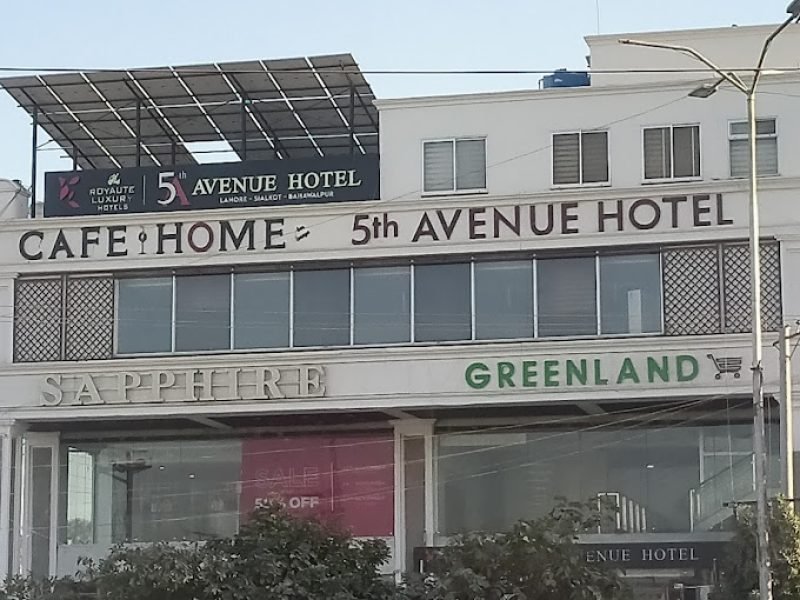 the
ROYAUTE
LUXURY
HOTELS
5th AVENUE HOTEL
LAHORE - SIALKOT - BAHAWALPUR
CAFE HOME
5th AVENUE HOTEL
SAPPHIRE
GREENLAND
SALE
OFF
ENUE HOTEL